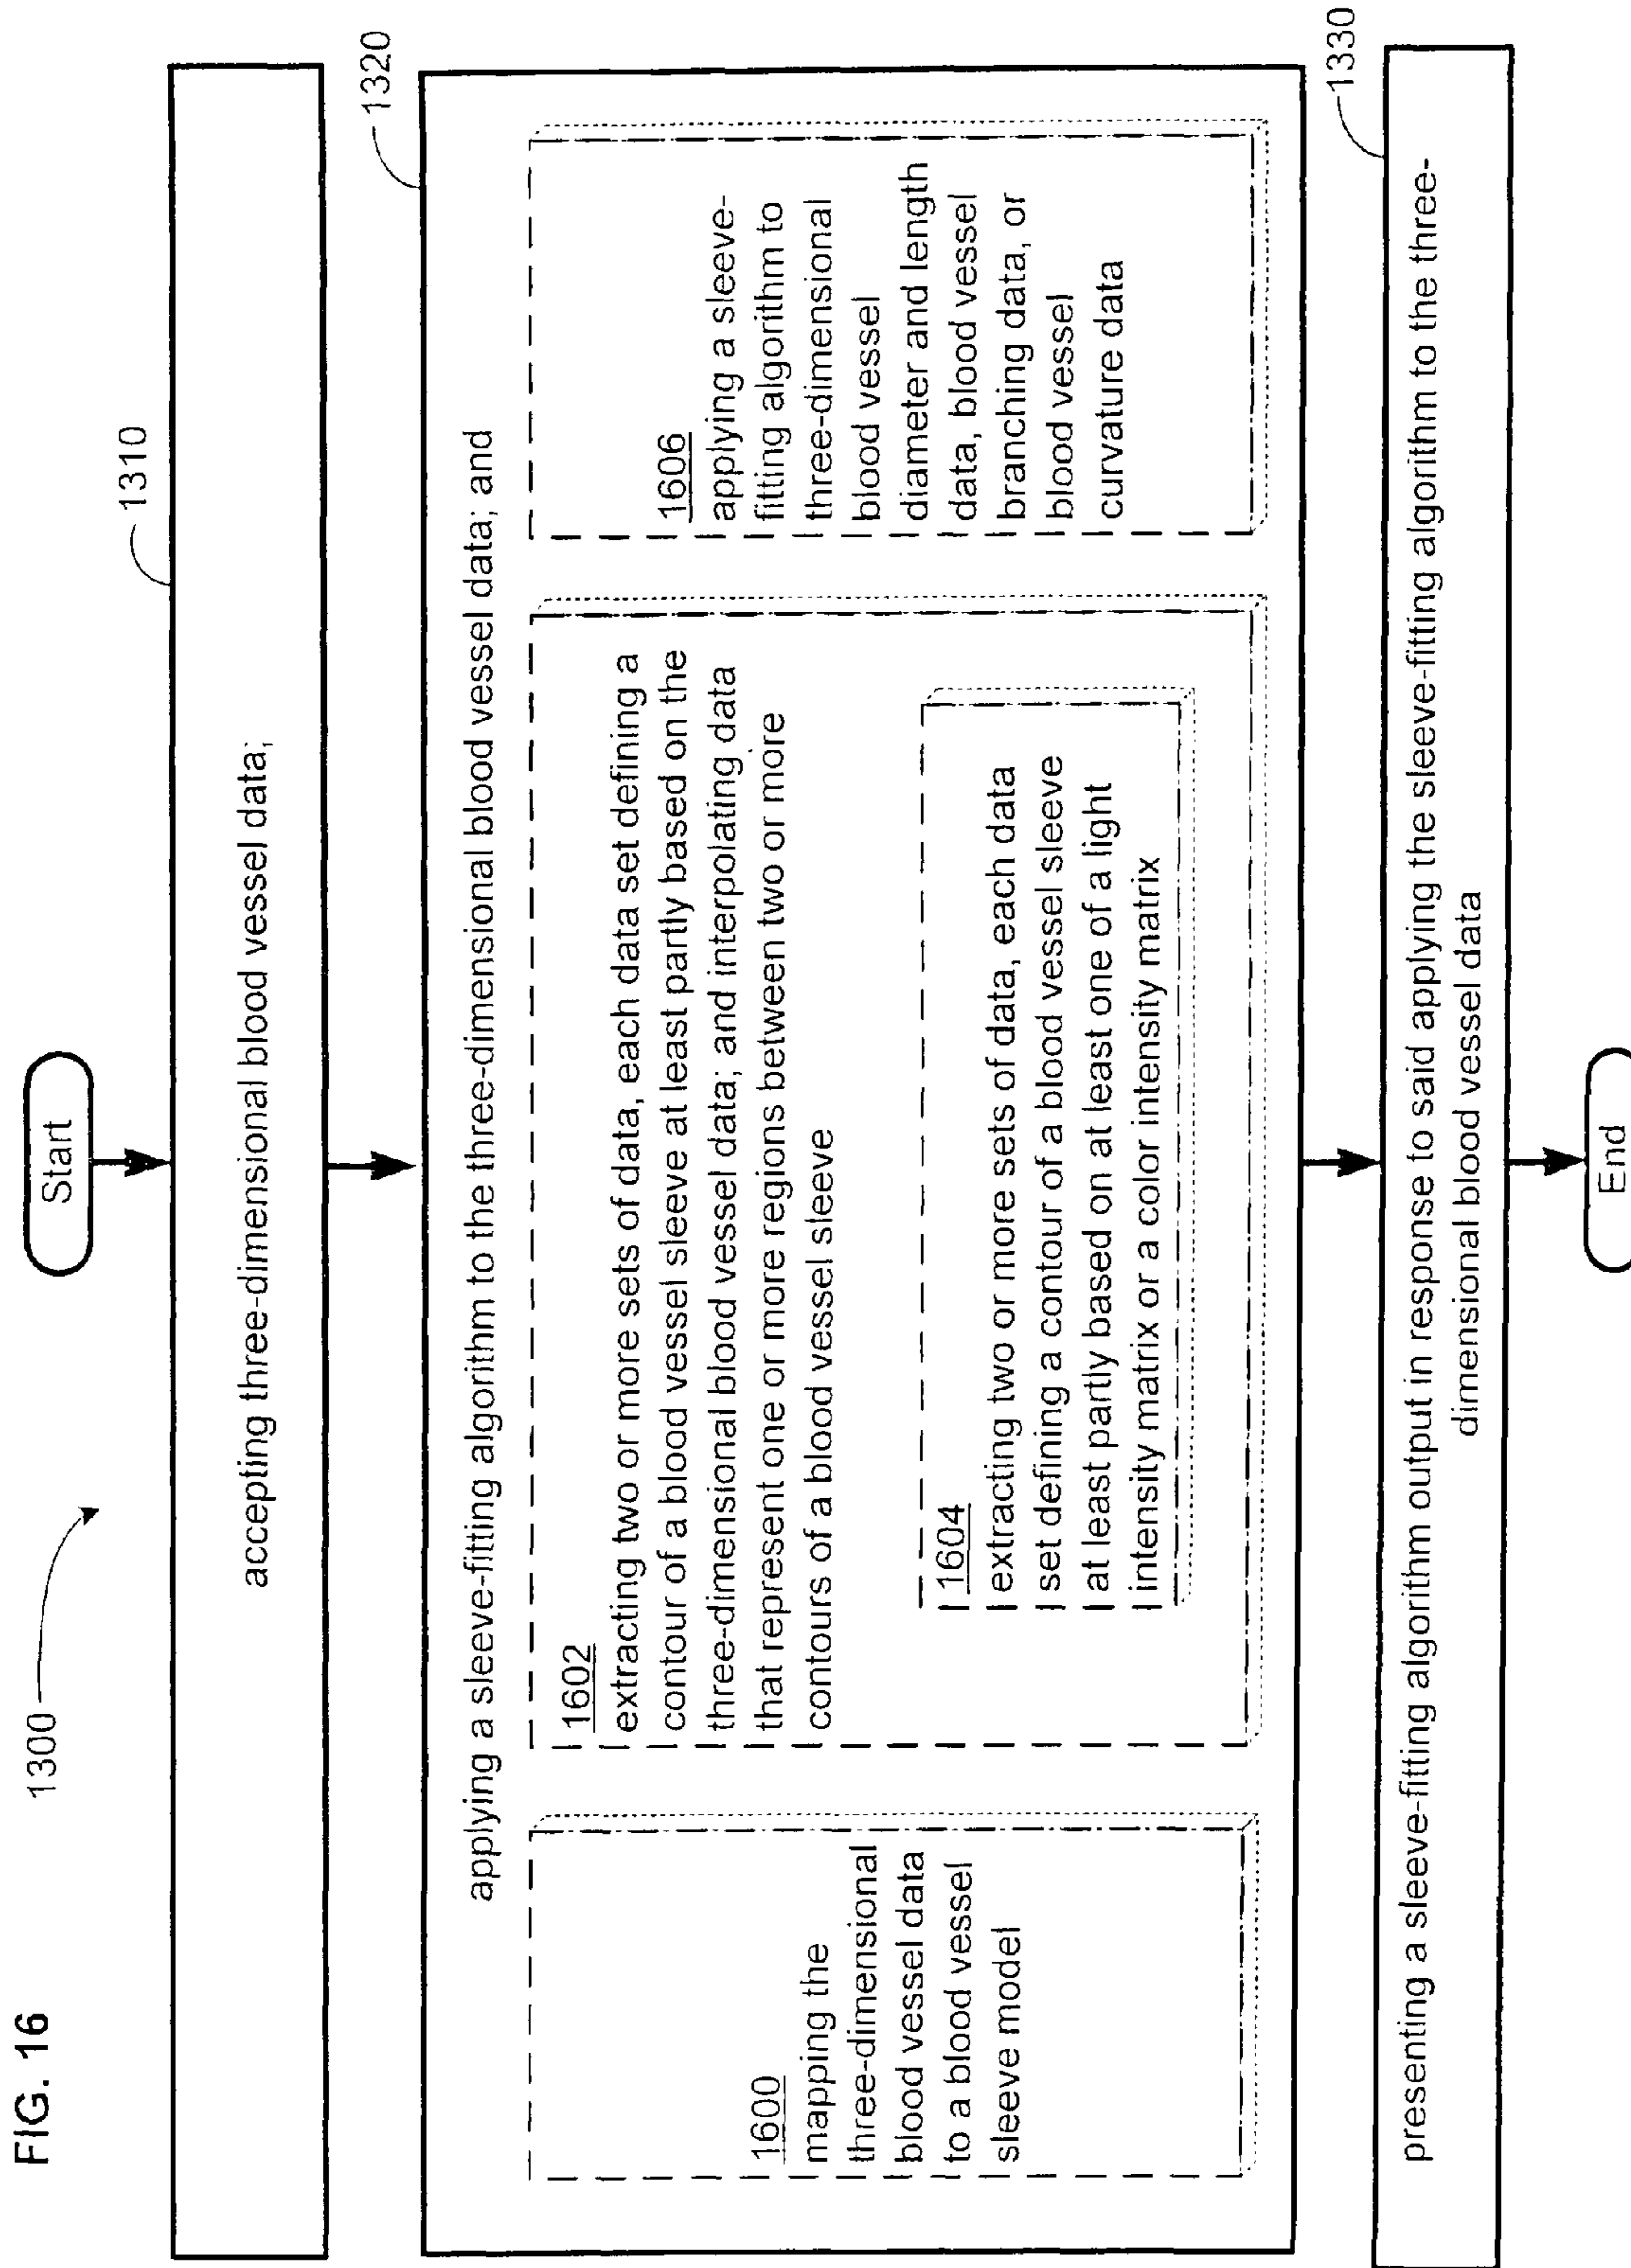 FIG. 16
1300
Start
1310
accepting three-dimensional blood vessel data;
1320
applying a sleeve-fitting algorithm to the three-dimensional blood vessel data; and
1600
mapping the
three-dimensional
blood vessel data
to a blood vessel
sleeve model
1602
extracting two or more sets of data, each data set defining a
contour of a blood vessel sleeve at least partly based on the
three-dimensional blood vessel data; and interpolating data
that represent one or more regions between two or more
contours of a blood vessel sleeve
1604
extracting two or more sets of data, each data
set defining a contour of a blood vessel sleeve
at least partly based on at least one of a light
intensity matrix or a color intensity matrix
1606
applying a sleeve-
fitting algorithm to
three-dimensional
blood vessel
diameter and length
data, blood vessel
branching data, or
blood vessel
curvature data
1330
presenting a sleeve-fitting algorithm output in response to said applying the sleeve-fitting algorithm to the three-
dimensional blood vessel data
End